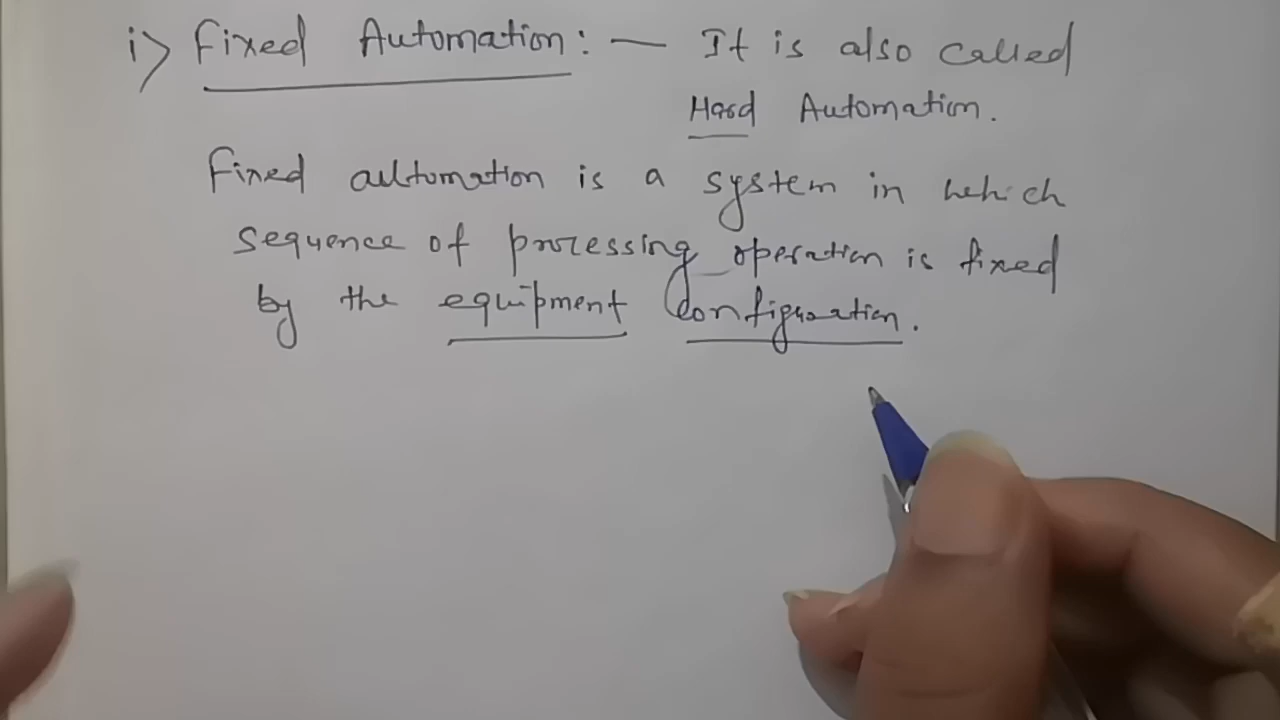 i> Fixed Automation: — It is also called
Hard Automation.
Fixed automation is a system in which
sequence of processing operation is fixed
by the equipment configuration.